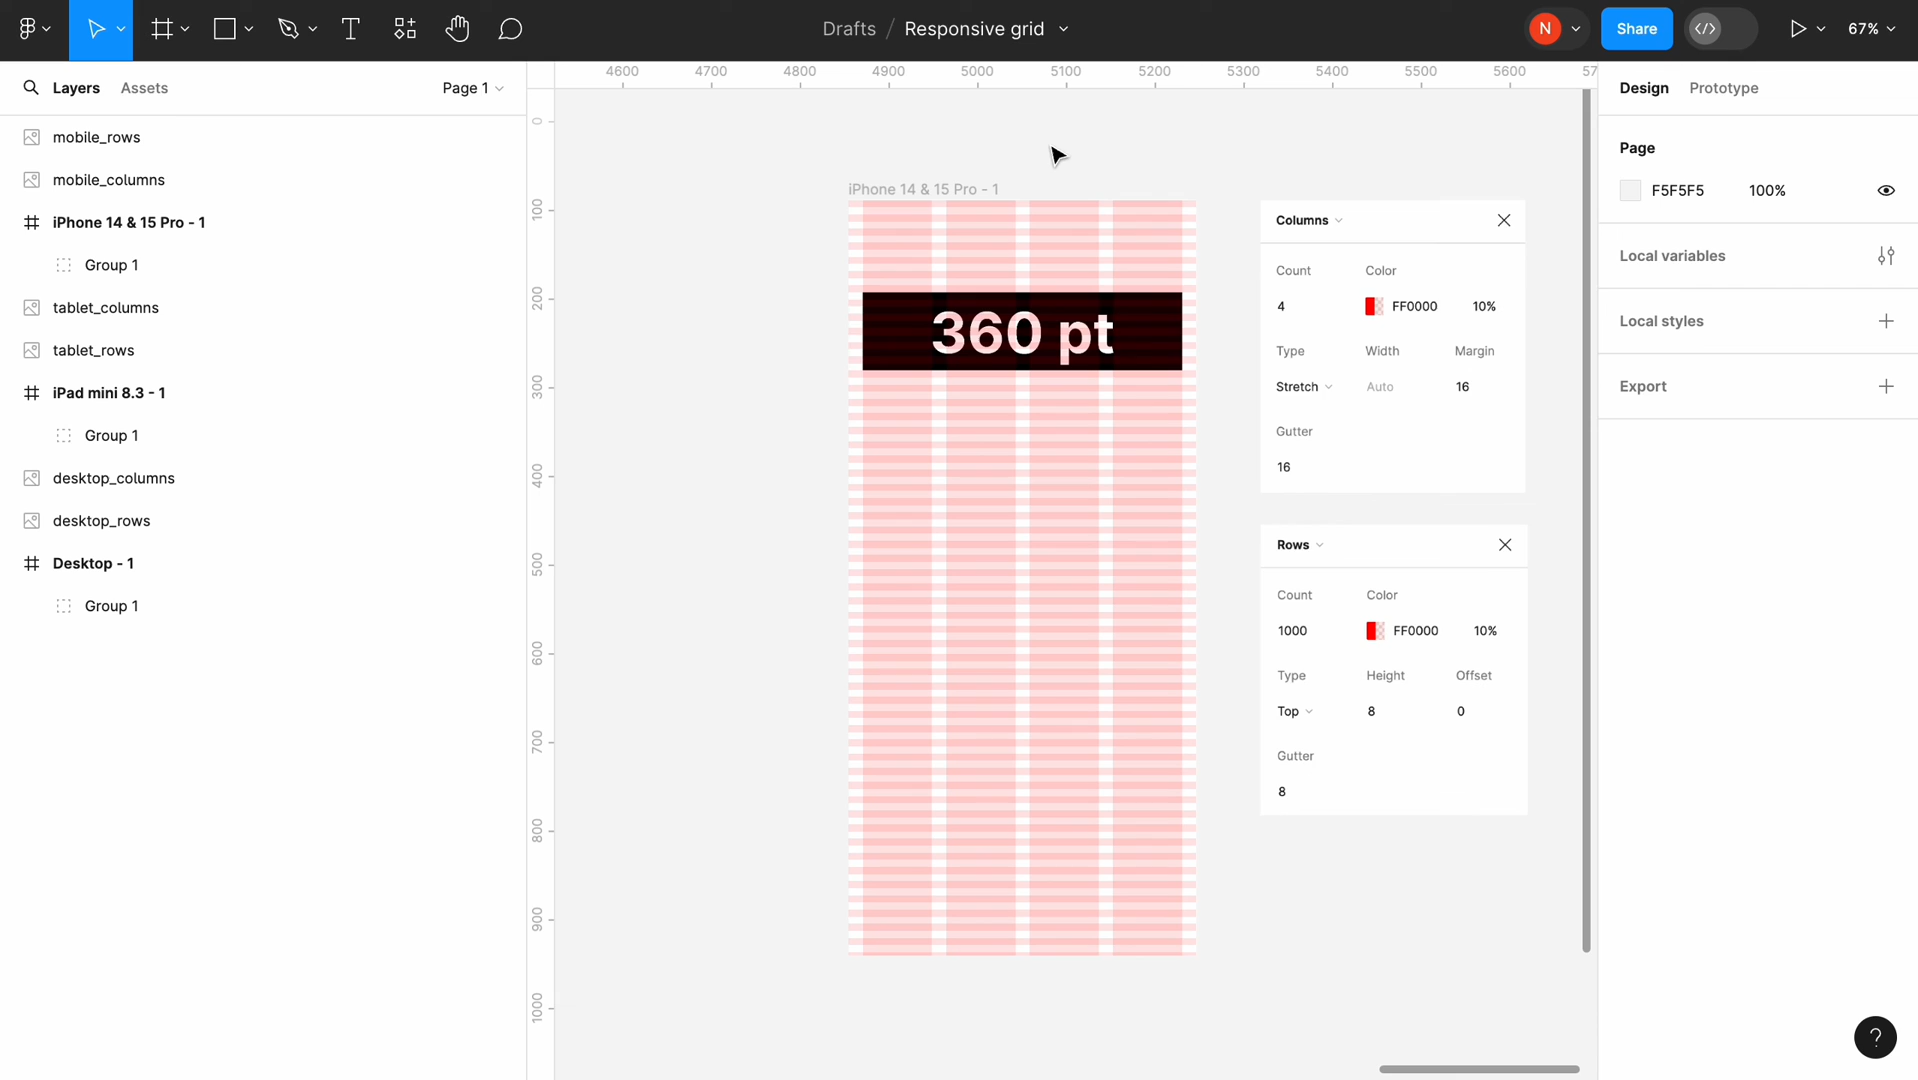 Drafts / Responsive grid
N
Share
67%
Layers Assets Page 1
mobile_rows
mobile_columns
iPhone 14 & 15 Pro - 1
Group 1
tablet_columns
tablet_rows
iPad mini 8.3 - 1
Group 1
desktop_columns
desktop_rows
Desktop - 1
Group 1
4600 4700 4800 4900 5000 5100 5200 5300 5400 5500 5600 57
0
100
200
300
400
500
600
700
800
900
1000
iPhone 14 & 15 Pro - 1
360 pt
Columns
Count Color
4 FF0000 10%
Type Width Margin
Stretch Auto 16
Gutter
16
Rows
Count Color
1000 FF0000 10%
Type Height Offset
Top 8 0
Gutter
8
Design Prototype
Page
F5F5F5 100%
Local variables
Local styles
Export
?